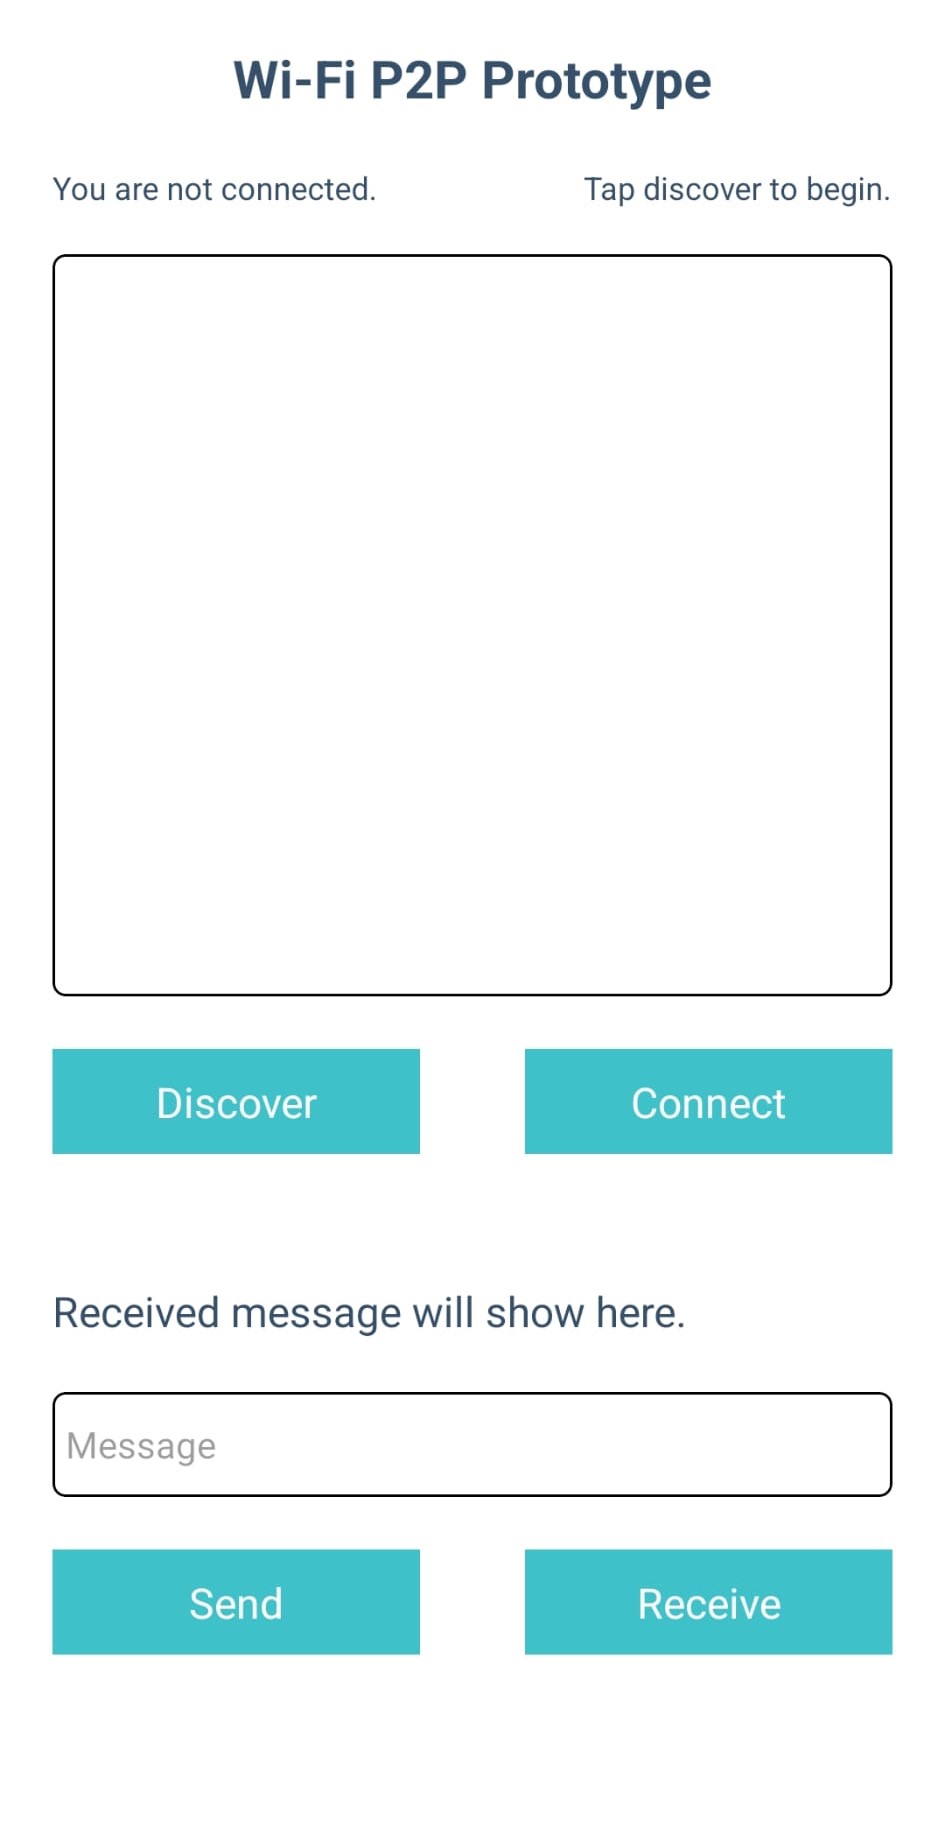 Wi-Fi P2P Prototype
You are not connected. Tap discover to begin.
Discover Connect
Received message will show here.
Message
Send Receive